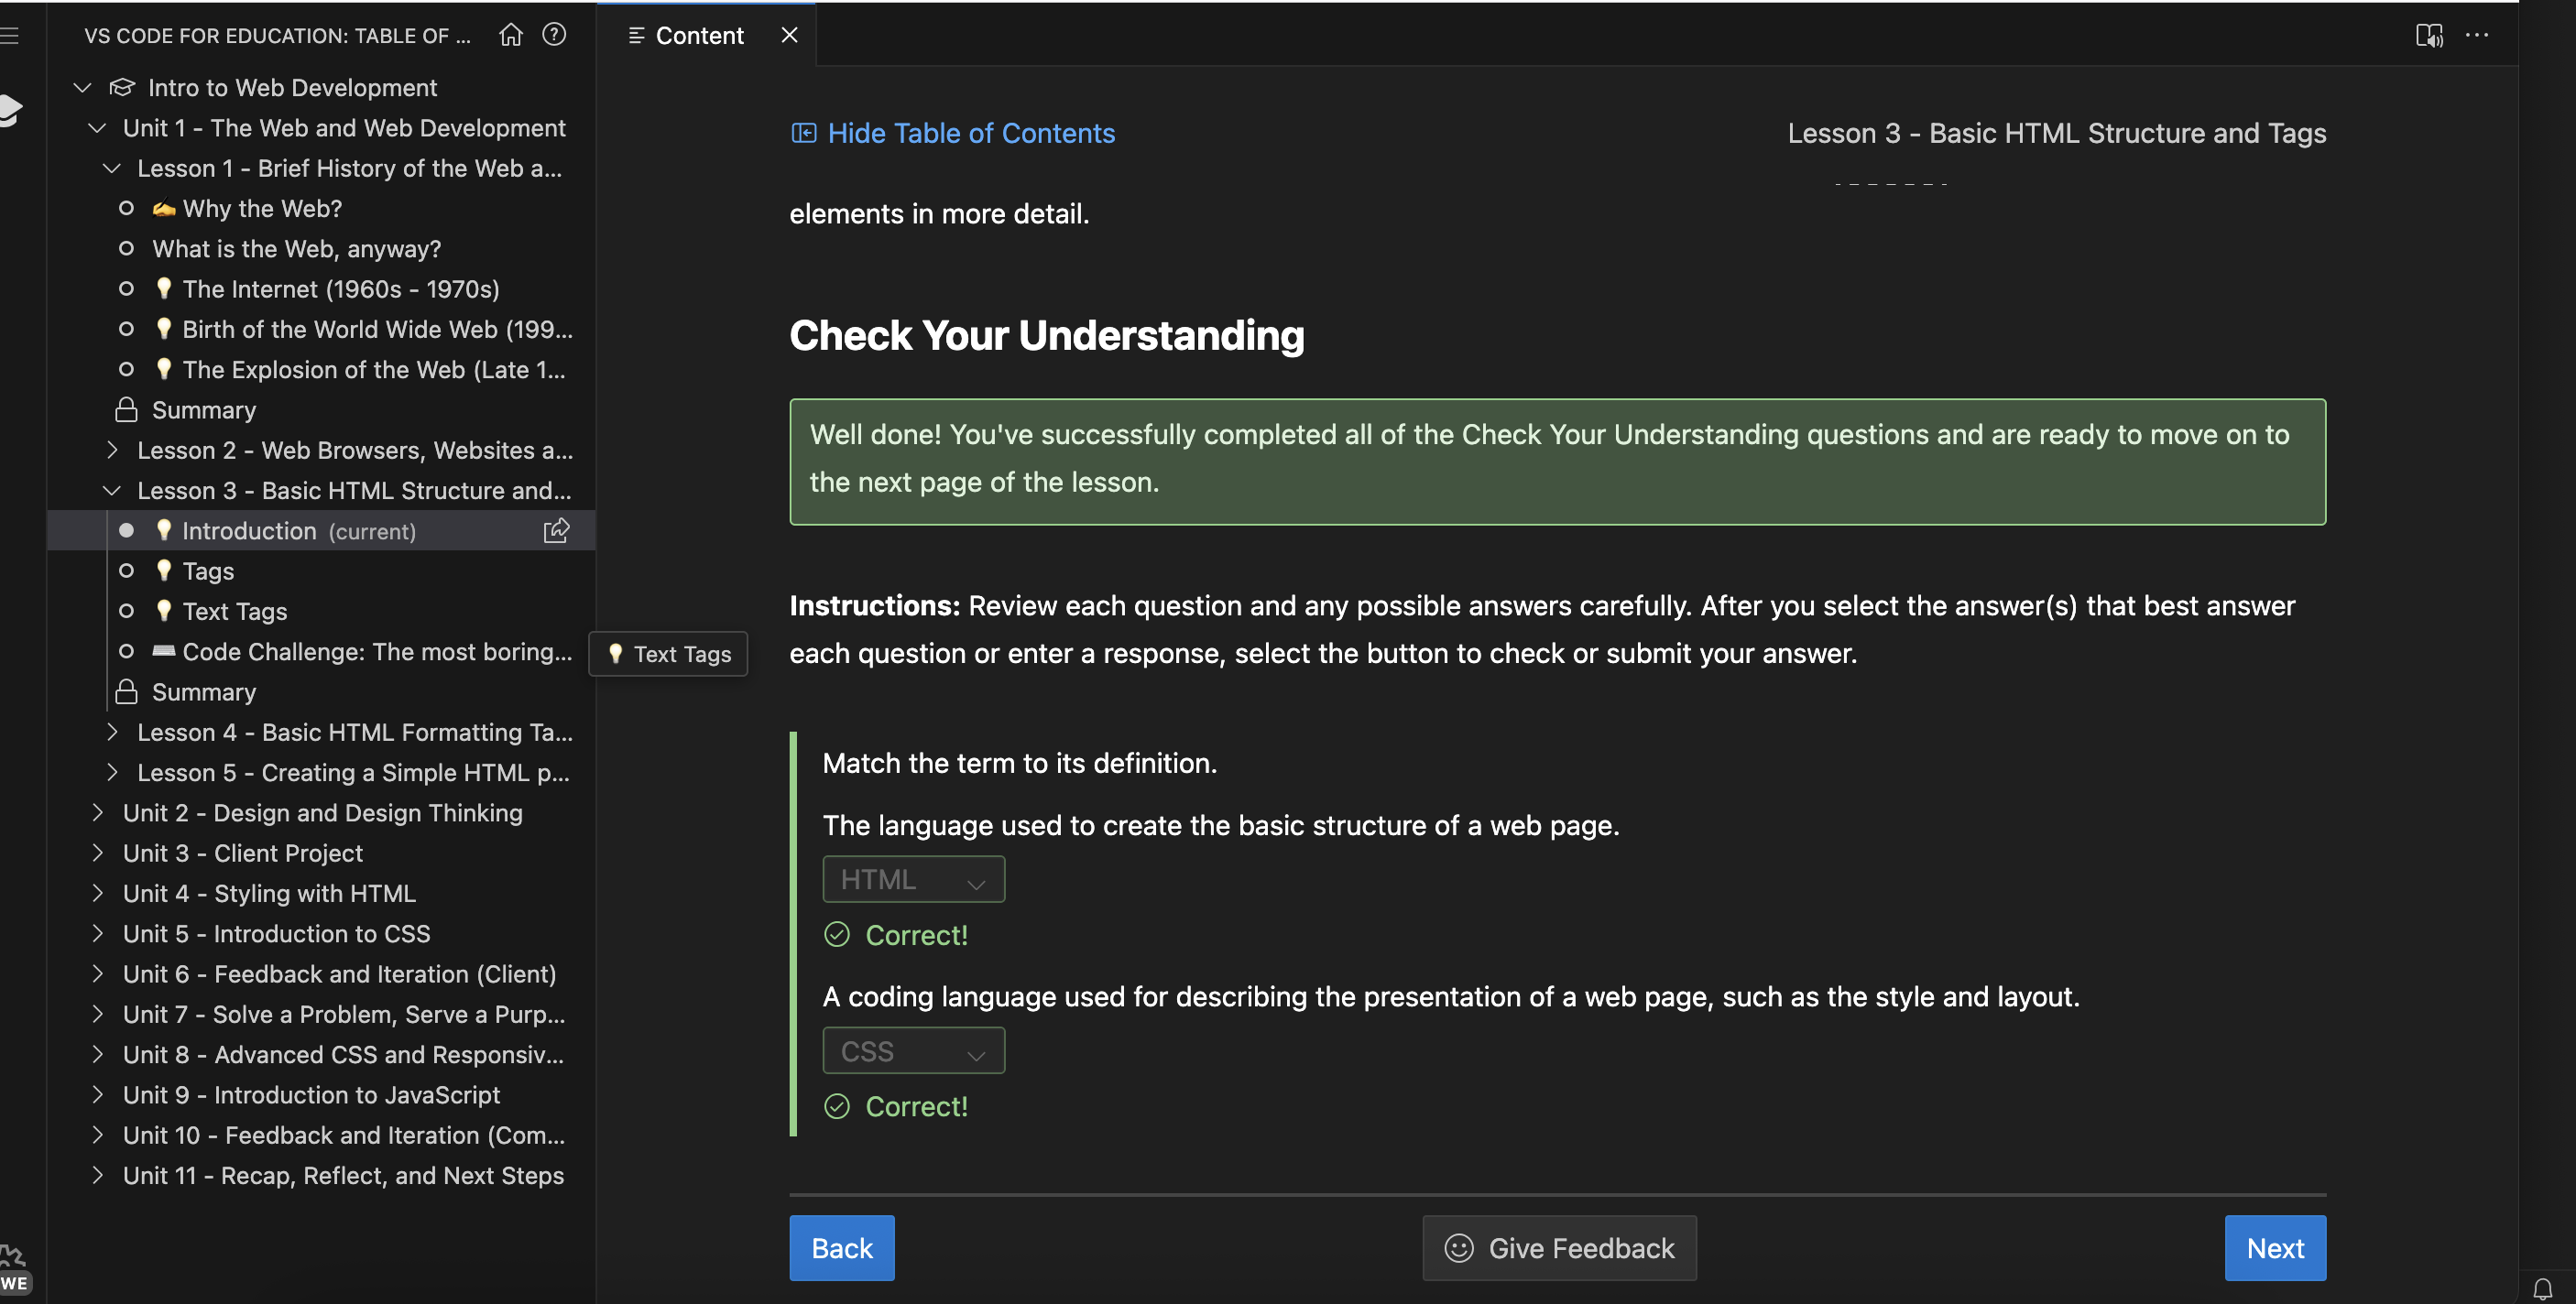 VS CODE FOR EDUCATION: TABLE OF ...
Intro to Web Development
Unit 1 - The Web and Web Development
Lesson 1 - Brief History of the Web a...
Why the Web?
What is the Web, anyway?
The Internet (1960s - 1970s)
Birth of the World Wide Web (199...
The Explosion of the Web (Late 1...
Summary
Lesson 2 - Web Browsers, Websites a...
Lesson 3 - Basic HTML Structure and...
Introduction (current)
Tags
Text Tags
Code Challenge: The most boring...
Summary
Lesson 4 - Basic HTML Formatting Ta...
Lesson 5 - Creating a Simple HTML p...
Unit 2 - Design and Design Thinking
Unit 3 - Client Project
Unit 4 - Styling with HTML
Unit 5 - Introduction to CSS
Unit 6 - Feedback and Iteration (Client)
Unit 7 - Solve a Problem, Serve a Purp...
Unit 8 - Advanced CSS and Responsiv...
Unit 9 - Introduction to JavaScript
Unit 10 - Feedback and Iteration (Com...
Unit 11 - Recap, Reflect, and Next Steps
WE
Text Tags
Content
Hide Table of Contents
Lesson 3 - Basic HTML Structure and Tags
elements in more detail.
Check Your Understanding
Well done! You've successfully completed all of the Check Your Understanding questions and are ready to move on to
the next page of the lesson.
Instructions: Review each question and any possible answers carefully. After you select the answer(s) that best answer
each question or enter a response, select the button to check or submit your answer.
Match the term to its definition.
The language used to create the basic structure of a web page.
HTML
Correct!
A coding language used for describing the presentation of a web page, such as the style and layout.
CSS
Correct!
Back
Give Feedback
Next